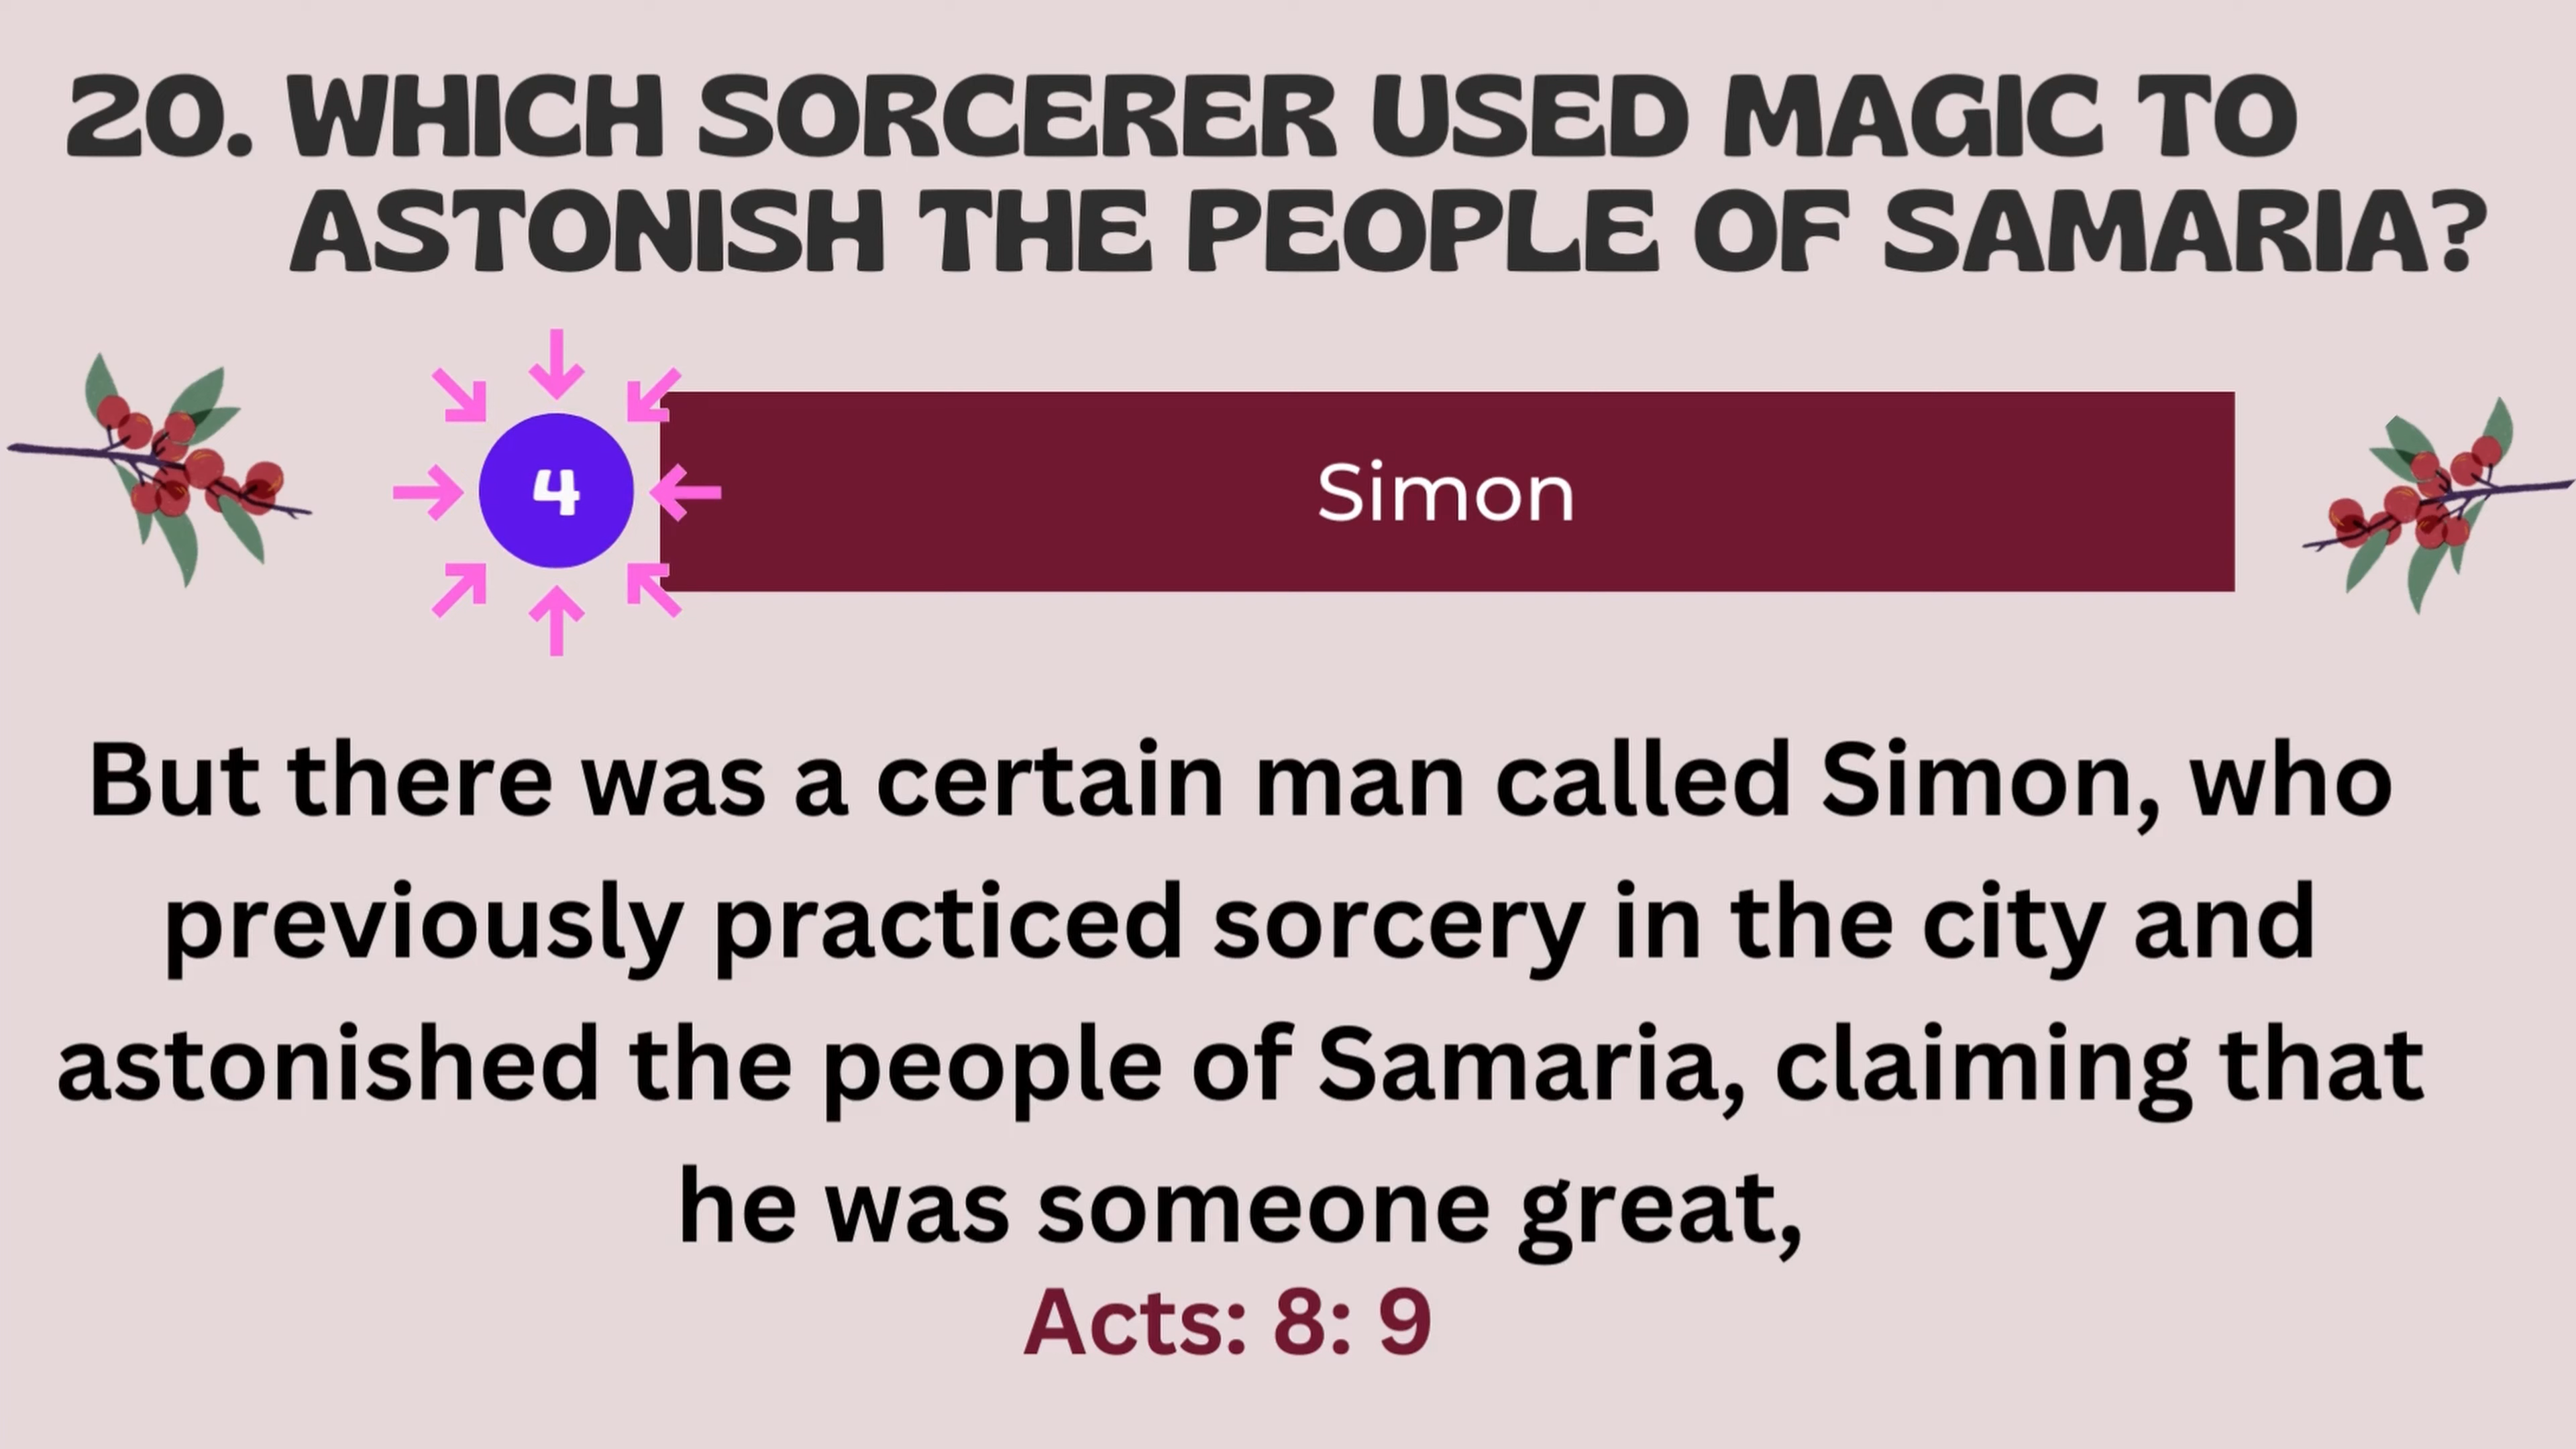 20. WHICH SORCERER USED MAGIC TO
ASTONISH THE PEOPLE OF SAMARIA?
4
Simon
But there was a certain man called Simon, who
previously practiced sorcery in the city and
astonished the people of Samaria, claiming that
he was someone great,
Acts: 8: 9